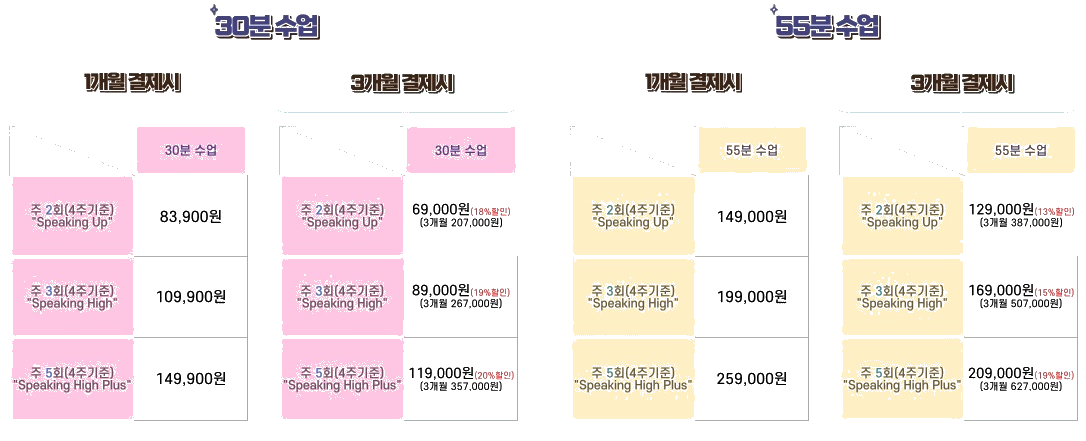 30분 수업
1개월 결제시
30분 수업
주 2회(4주기준)
"Speaking Up"
83,900원
주 3회(4주기준)
"Speaking High"
109,900원
주 5회(4주기준)
"Speaking High Plus"
149,900원
3개월 결제시
30분 수업
주 2회(4주기준)
"Speaking Up"
69,000원(18%할인)
(3개월 207,000원)
주 3회(4주기준)
"Speaking High"
89,000원(19%할인)
(3개월 267,000원)
주 5회(4주기준)
"Speaking High Plus"
119,000원(20%할인)
(3개월 357,000원)
55분 수업
1개월 결제시
55분 수업
주 2회(4주기준)
"Speaking Up"
149,000원
주 3회(4주기준)
"Speaking High"
199,000원
주 5회(4주기준)
"Speaking High Plus"
259,000원
3개월 결제시
55분 수업
주 2회(4주기준)
"Speaking Up"
129,000원(13%할인)
(3개월 387,000원)
주 3회(4주기준)
"Speaking High"
169,000원(15%할인)
(3개월 507,000원)
주 5회(4주기준)
"Speaking High Plus"
209,000원(19%할인)
(3개월 627,000원)